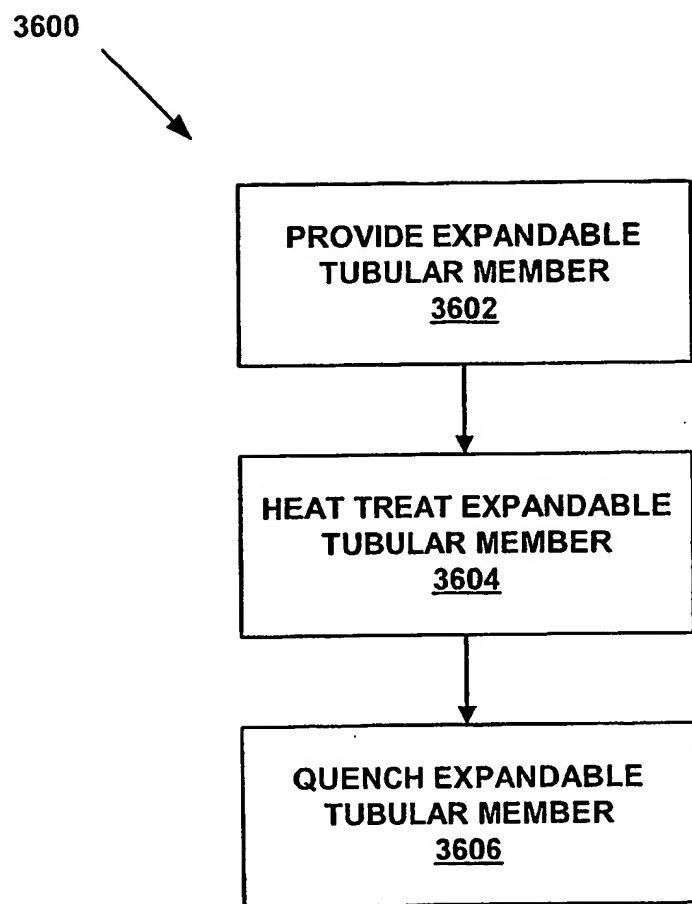 3600
PROVIDE EXPANDABLE
TUBULAR MEMBER
3602
HEAT TREAT EXPANDABLE
TUBULAR MEMBER
3604
QUENCH EXPANDABLE
TUBULAR MEMBER
3606